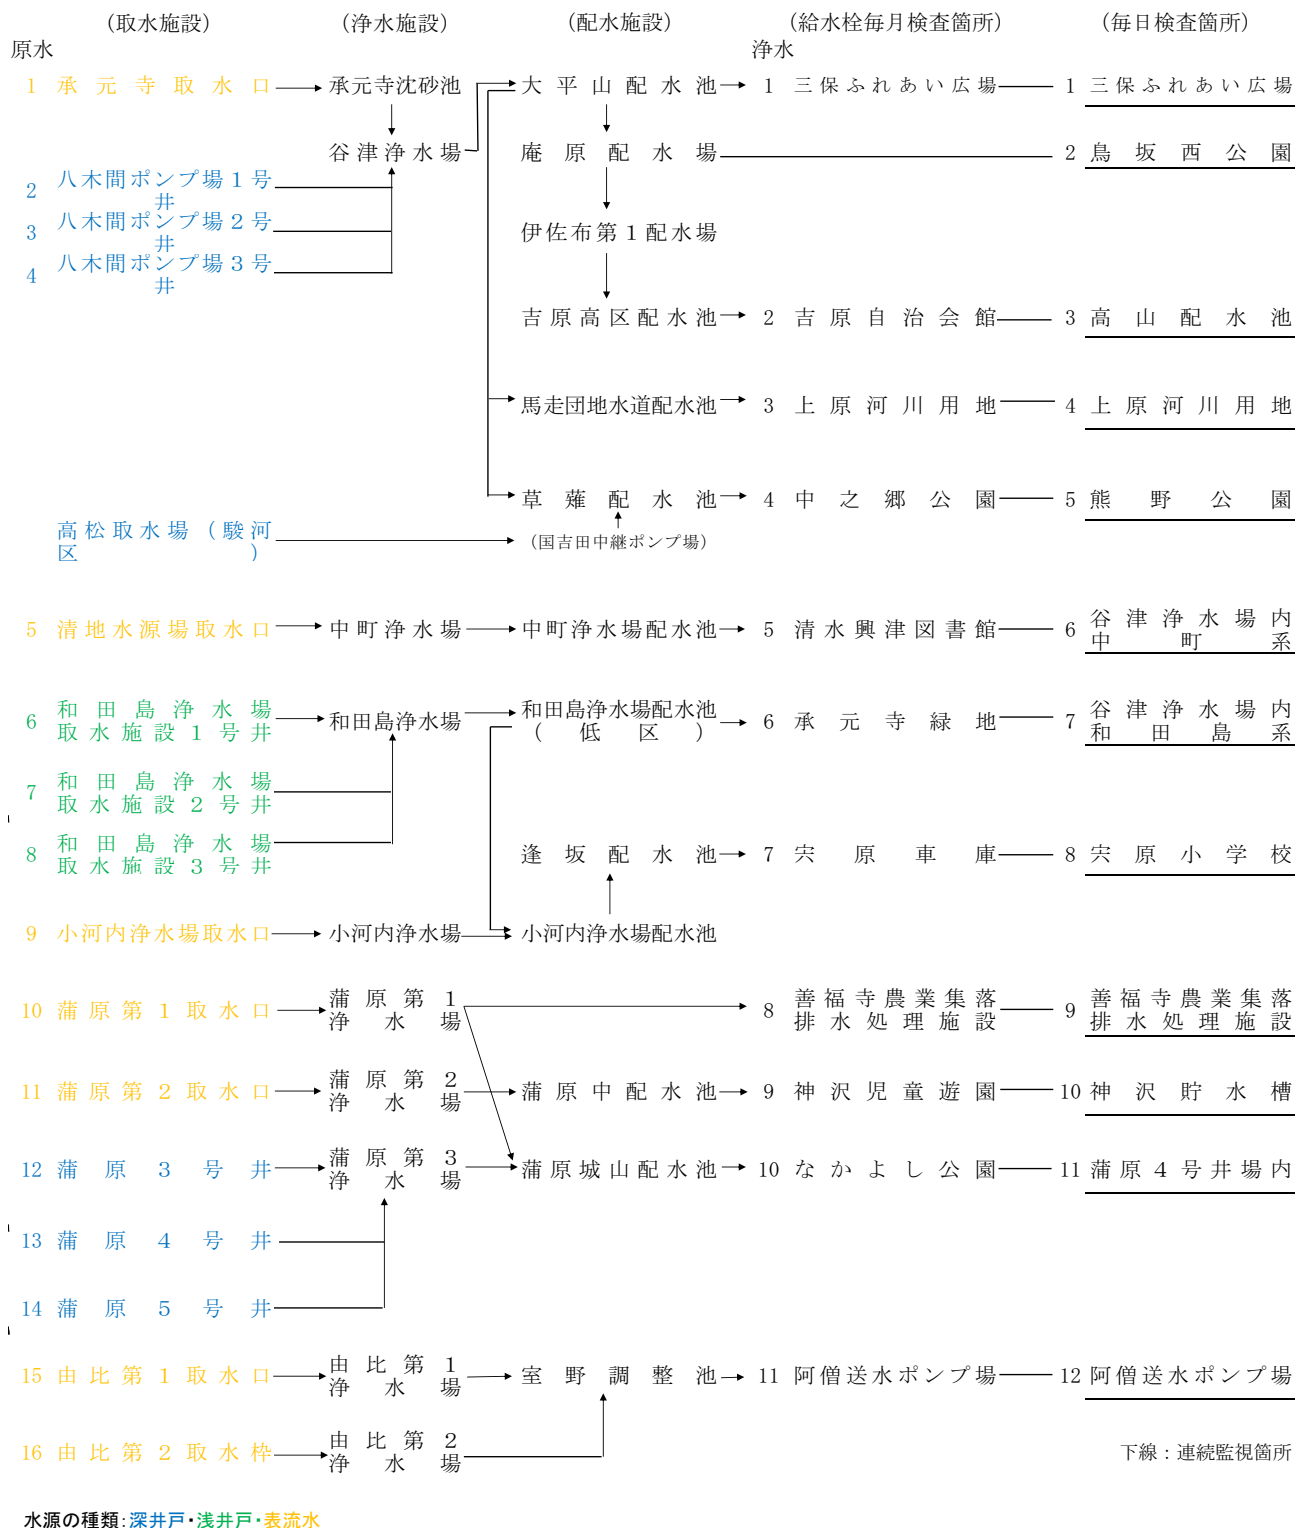 （取水施設） （浄水施設） （配水施設） （給水栓毎月検査箇所） （毎日検査箇所）
原水 浄水
1 承元寺取水口 承元寺沈砂池 大平山配水池 1 三保ふれあい広場 1 三保ふれあい広場
谷津浄水場 庵原配水場 2 鳥坂西公園
2 八木間ポンプ場１号
井
3 八木間ポンプ場２号
井
伊佐布第１配水場
4 八木間ポンプ場３号
井
吉原高区配水池 2 吉原自治会館 3 高山配水池
馬走団地水道配水池 3 上原河川用地 4 上原河川用地
草薙配水池 4 中之郷公園 5 熊野公園
高松取水場（駿河
区）
（国吉田中継ポンプ場）
5 清地水源場取水口 中町浄水場 中町浄水場配水池 5 清水興津図書館 6 谷津浄水場内
中町系
6 和田島浄水場
取水施設１号井
和田島浄水場 和田島浄水場配水池
（低区）
6 承元寺緑地 7 谷津浄水場内
和田島系
7 和田島浄水場
取水施設２号井
8 和田島浄水場
取水施設３号井
逢坂配水池 7 宍原車庫 8 宍原小学校
9 小河内浄水場取水口 小河内浄水場 小河内浄水場配水池
10 蒲原第１取水口 蒲原第１
浄水場
8 善福寺農業集落
排水処理施設
9 善福寺農業集落
排水処理施設
11 蒲原第２取水口 蒲原第２
浄水場
蒲原中配水池 9 神沢児童遊園 10 神沢貯水槽
12 蒲原３号井 蒲原第３
浄水場
蒲原城山配水池 10 なかよし公園 11 蒲原４号井場内
13 蒲原４号井
14 蒲原５号井
15 由比第１取水口 由比第１
浄水場
室野調整池 11 阿僧送水ポンプ場 12 阿僧送水ポンプ場
16 由比第２取水枠 由比第２
浄水場
下線：連続監視箇所
水源の種類:深井戸・浅井戸・表流水